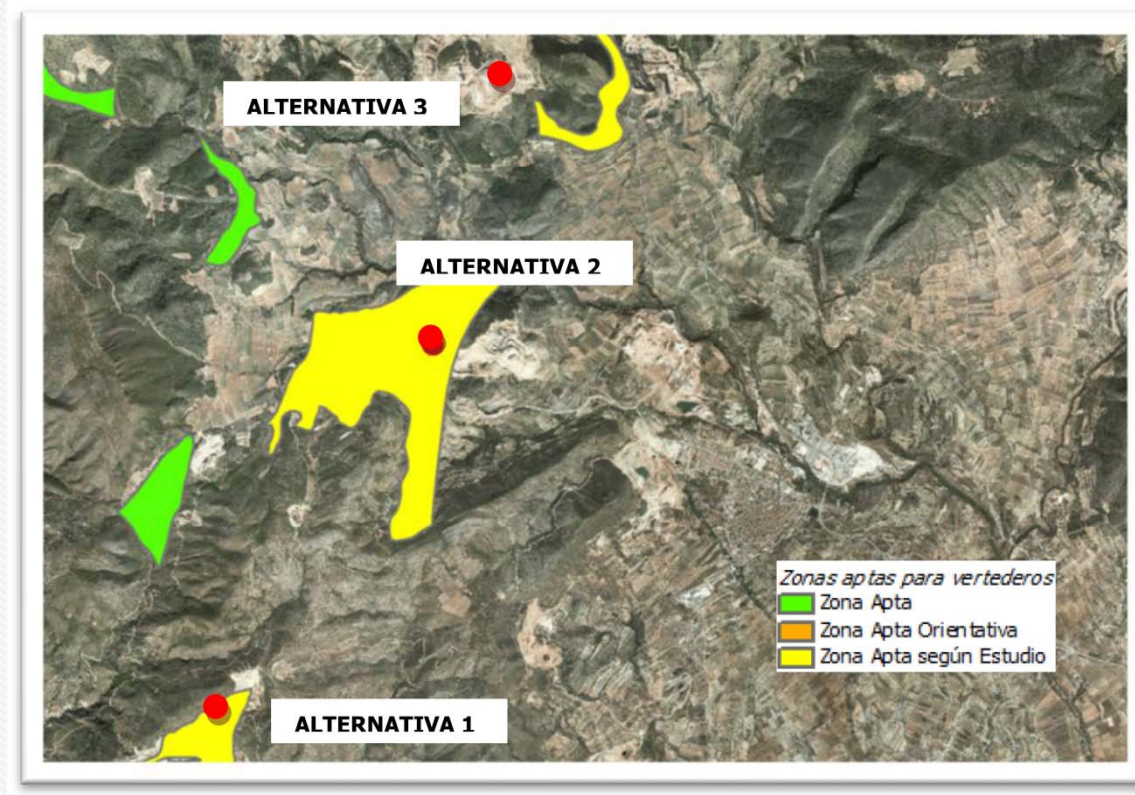 ALTERNATIVA 3
ALTERNATIVA 2
Zonas aptas para vertederos
Zona Apta
Zona Apta Orientativa
Zona Apta según Estudio
ALTERNATIVA 1